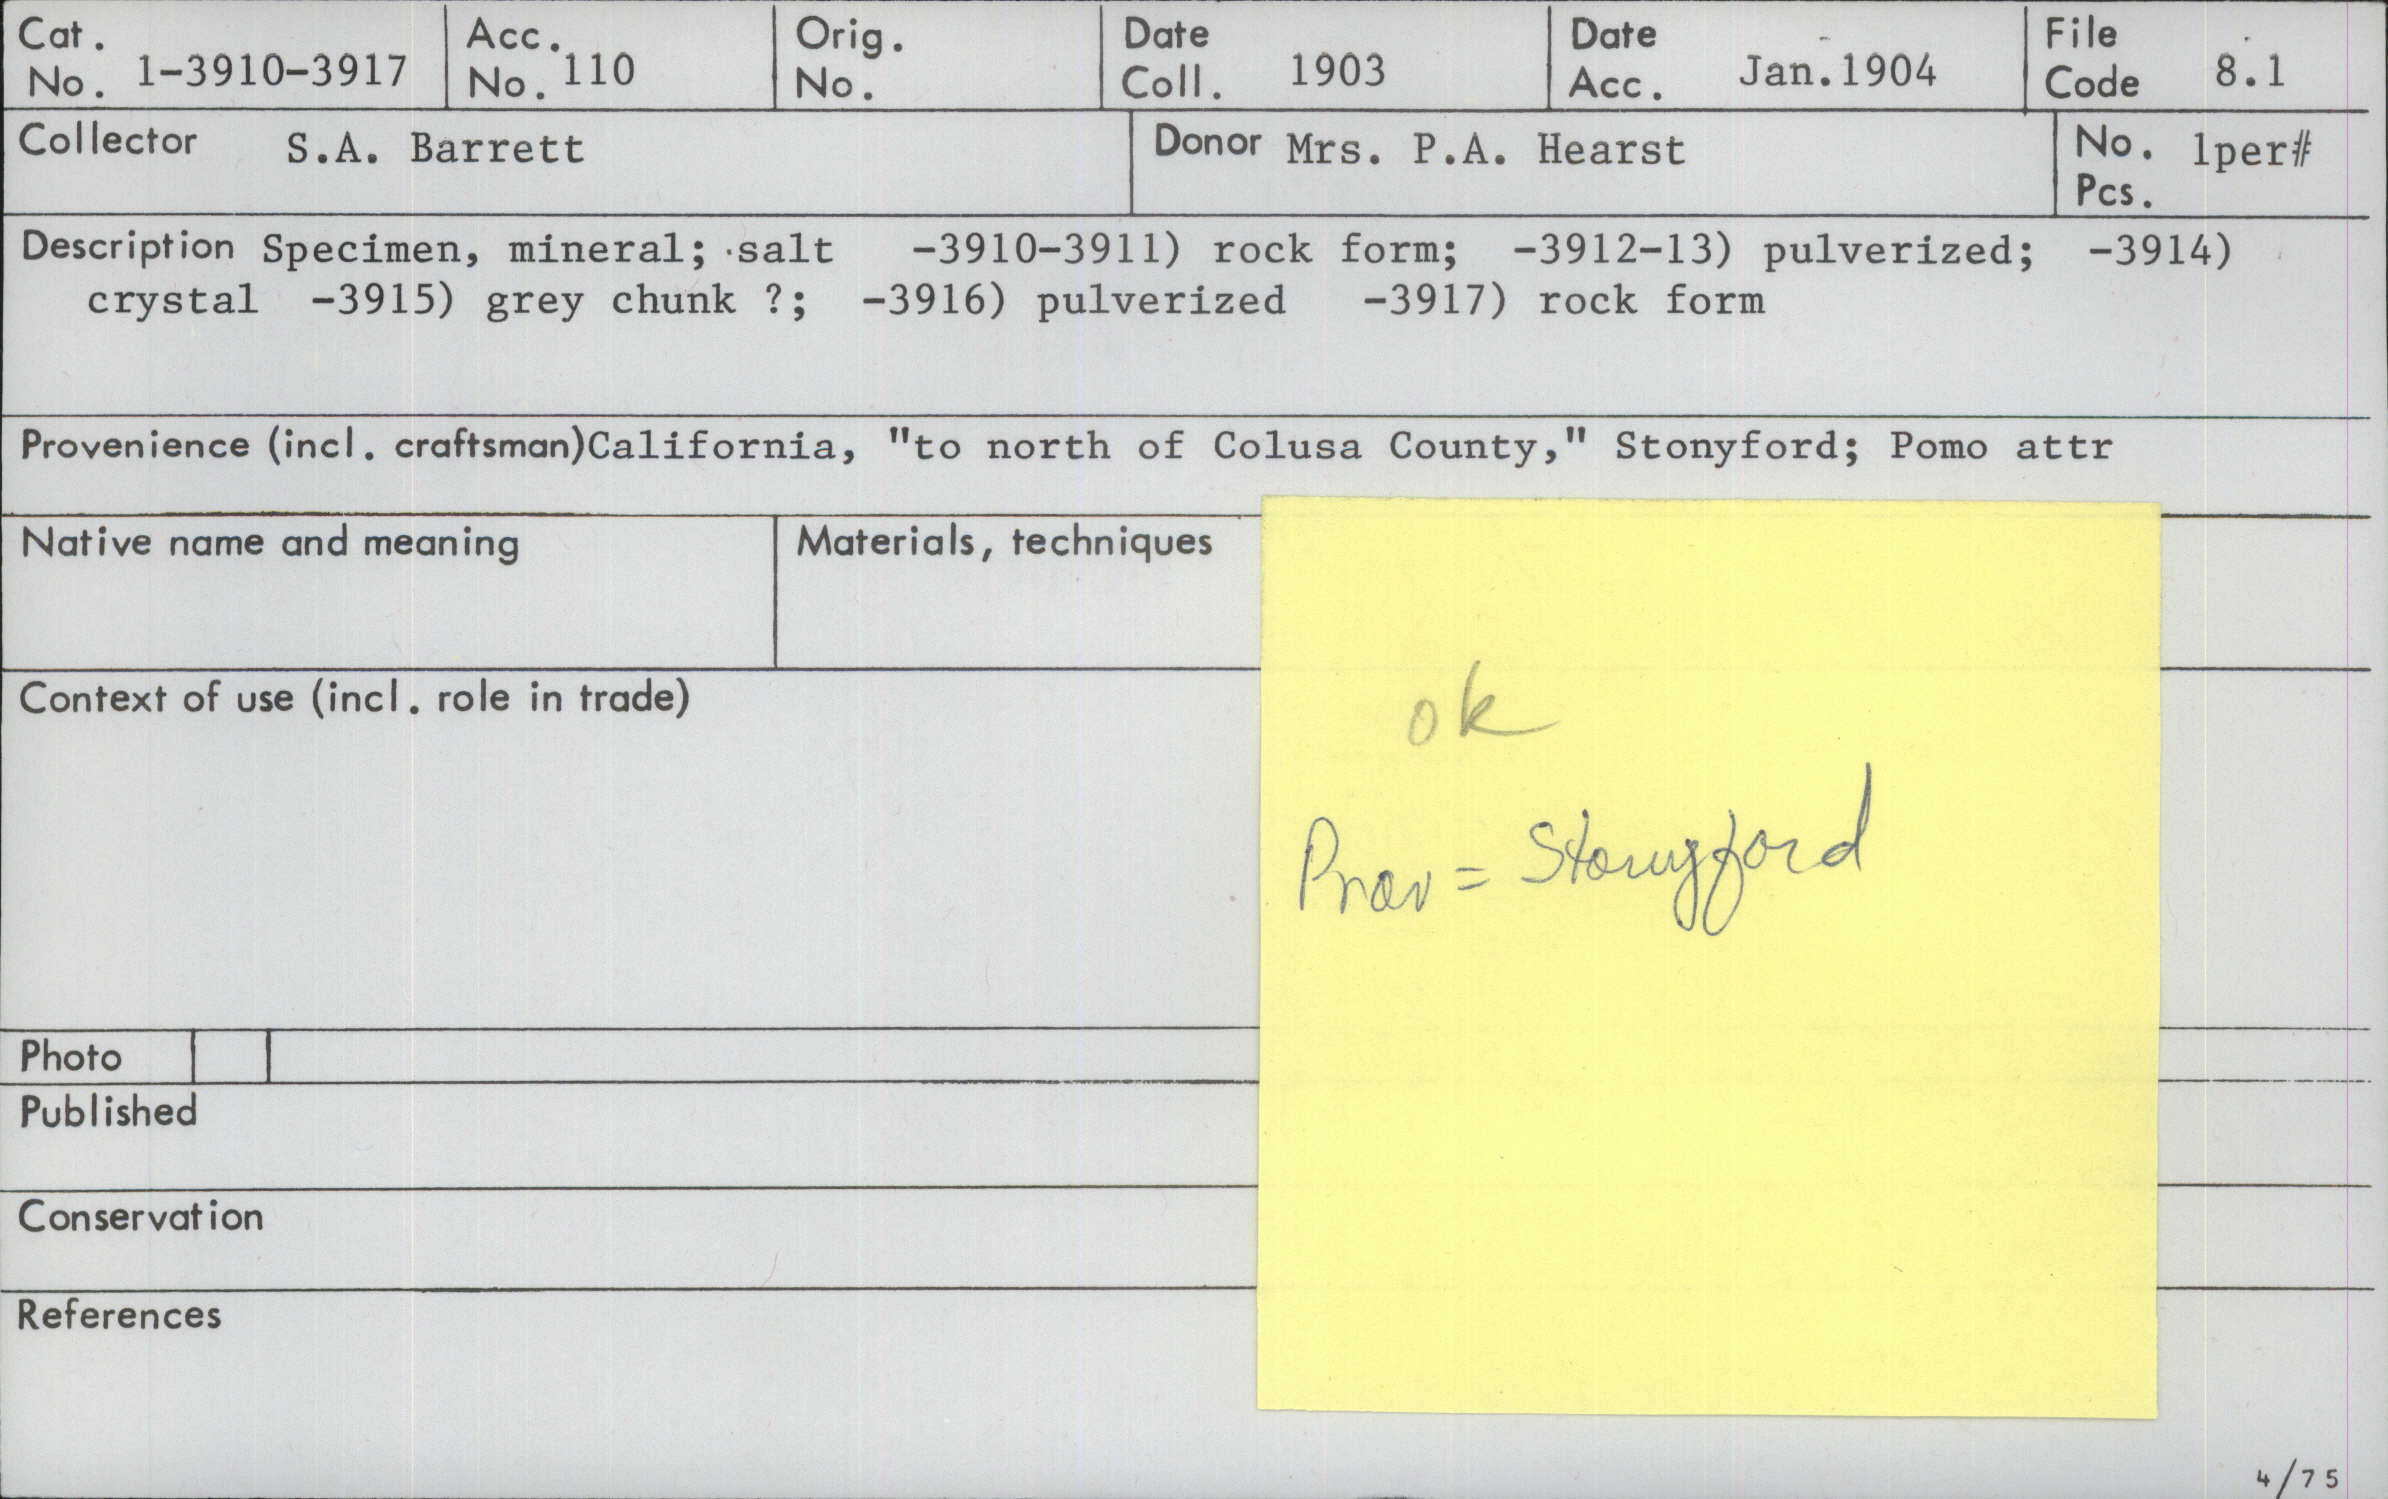 Cat. No. 1-3910-3917 Acc. No. 110 Orig. No. Date Coll. 1903 Date Acc. Jan.1904 File Code 8.1
Collector S.A. Barrett Donor Mrs. P.A. Hearst No. Pcs. 1per#
Description Specimen, mineral; salt -3910-3911) rock form; -3912-13) pulverized; -3914)
crystal -3915) grey chunk ?; -3916) pulverized -3917) rock form
Provenience (incl. craftsman) California, "to north of Colusa County," Stonyford; Pomo attr
Native name and meaning Materials, techniques
Context of use (incl. role in trade)
ok
Prov = Stonyford
Photo
Published
Conservation
References
4/75